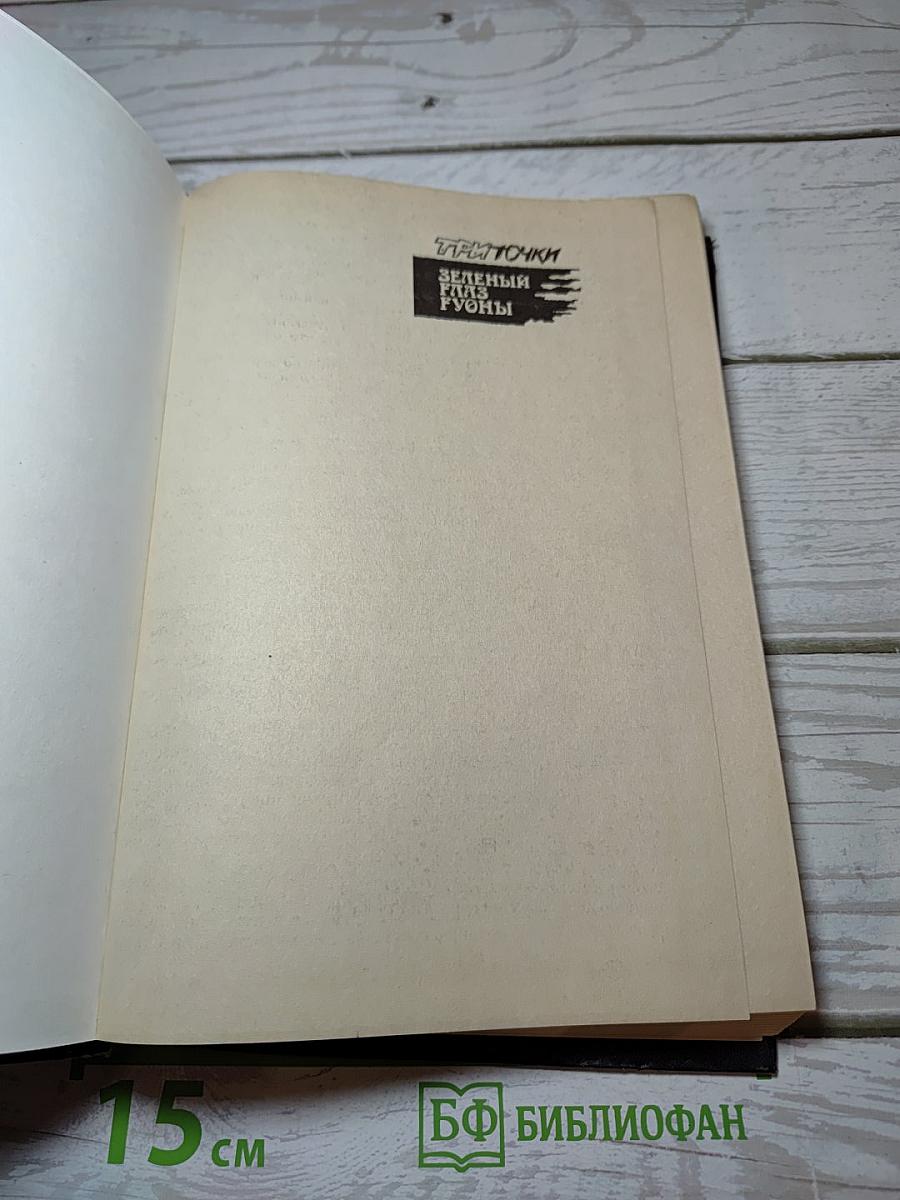 ТРИ ТОЧКИ
ЗЕЛЕНЫЙ
ГЛАЗ
ГУОНЫ
15 см
БФ БИБЛИОФАН